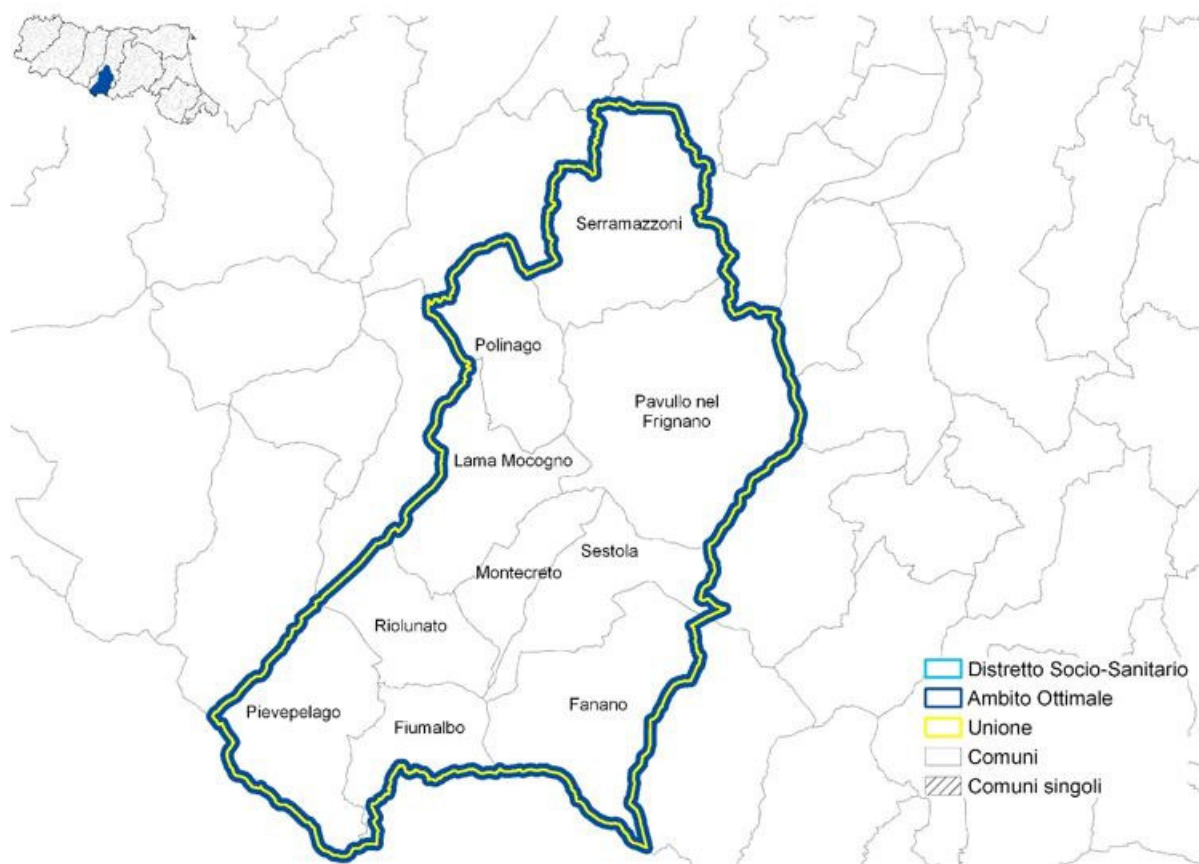 Serramazzoni
Polinago
Pavullo nel
Frignano
Lama Mocogno
Sestola
Montecreto
Riolunato
Pievepelago
Fiumalbo
Fanano
Distretto Socio-Sanitario
Ambito Ottimale
Unione
Comuni
Comuni singoli